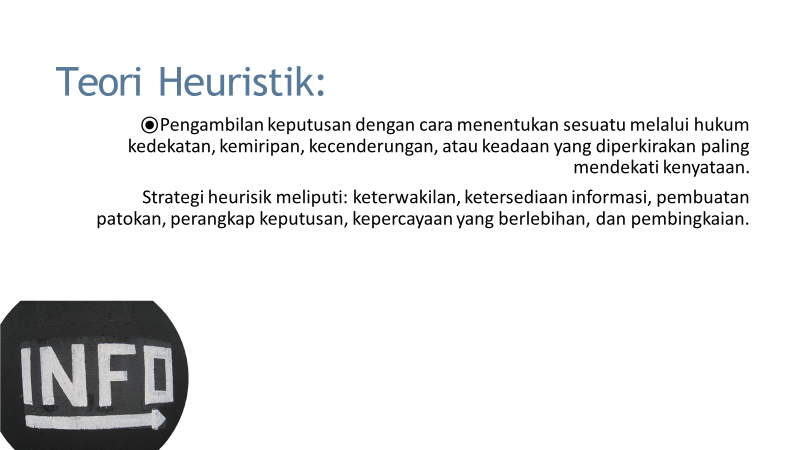 Teori Heuristik:
⦿Pengambilan keputusan dengan cara menentukan sesuatu melalui hukum
kedekatan, kemiripan, kecenderungan, atau keadaan yang diperkirakan paling
mendekati kenyataan.
Strategi heurisik meliputi: keterwakilan, ketersediaan informasi, pembuatan
patokan, perangkap keputusan, kepercayaan yang berlebihan, dan pembingkaian.
INFO